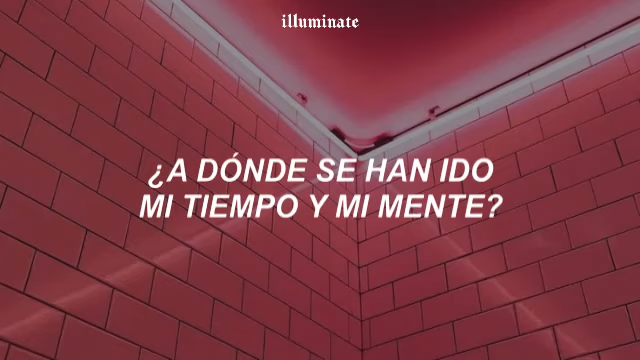 illuminate
¿A DÓNDE SE HAN IDO
MI TIEMPO Y MI MENTE?